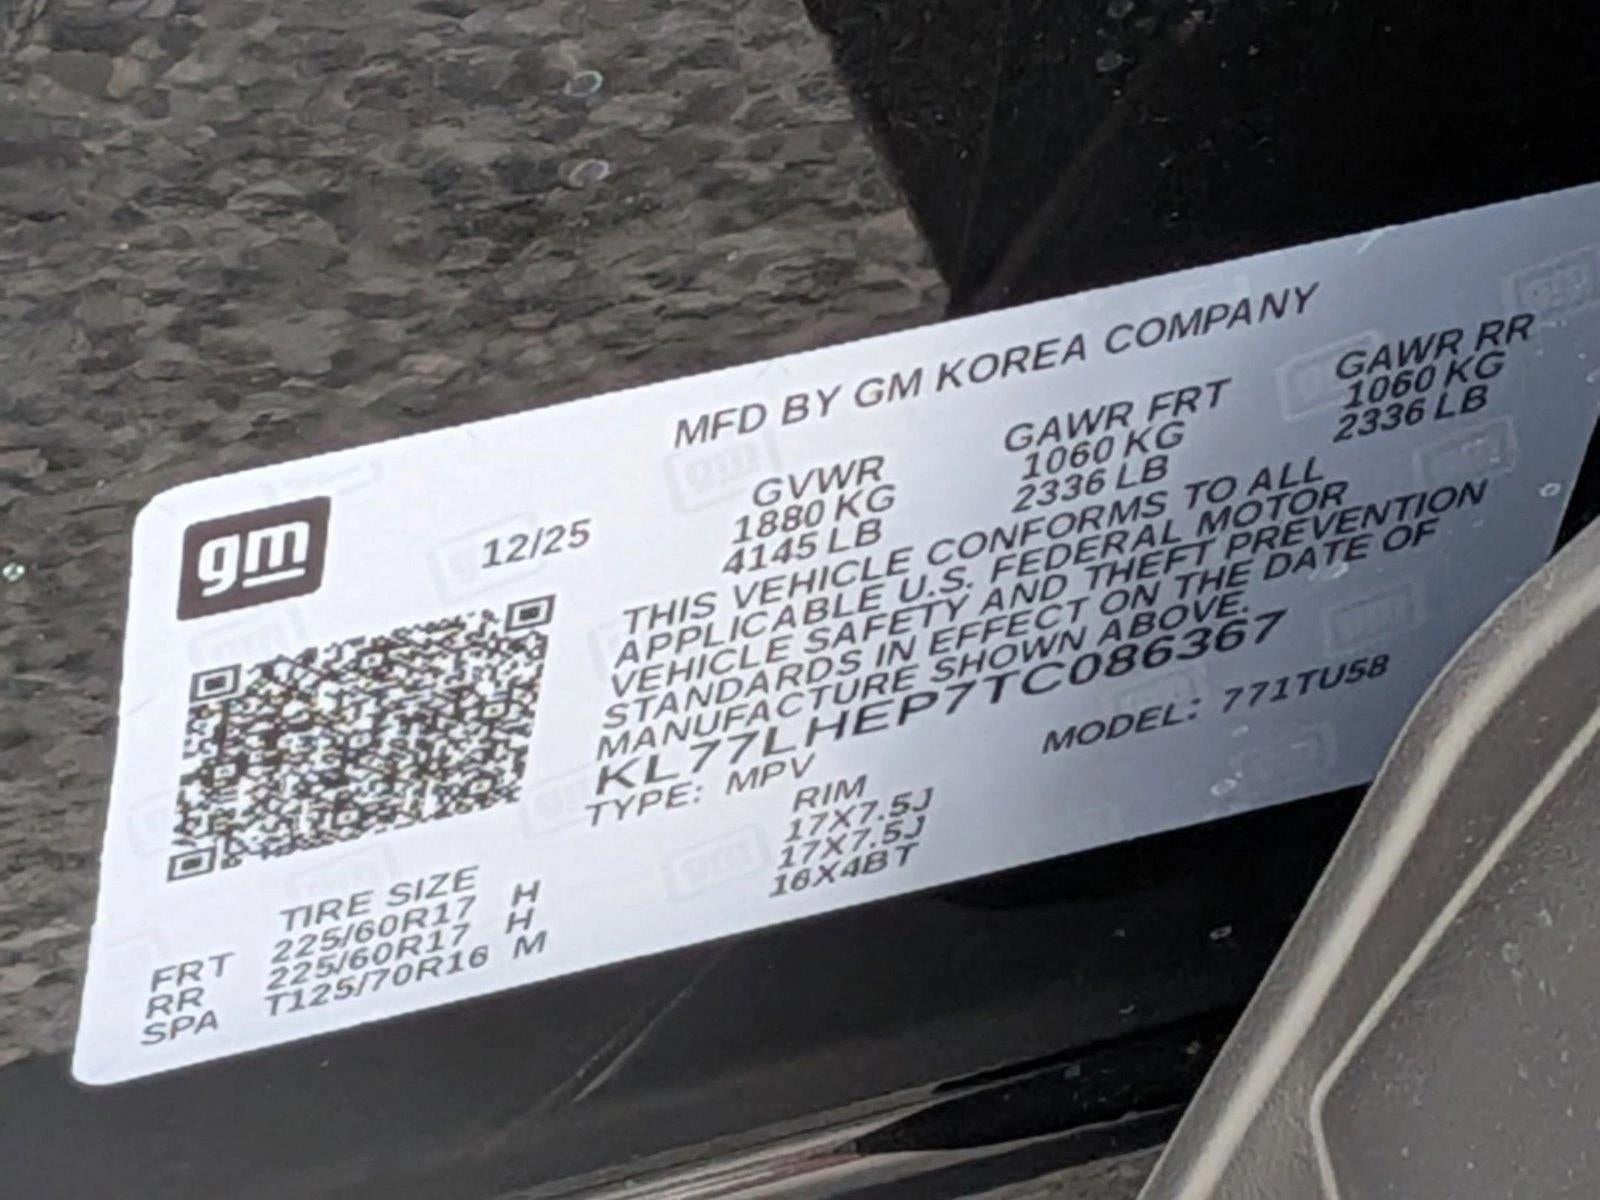 MFD BY GM KOREA COMPANY
gm
12/25
GVWR GAWR FRT GAWR RR
1880 KG 1060 KG 1060 KG
4145 LB 2336 LB 2336 LB
THIS VEHICLE CONFORMS TO ALL
APPLICABLE U.S. FEDERAL MOTOR
VEHICLE SAFETY AND THEFT PREVENTION
STANDARDS IN EFFECT ON THE DATE OF
MANUFACTURE SHOWN ABOVE.
KL77LHEP7TC086367
TYPE: MPV MODEL: 771TU58
TIRE SIZE RIM
FRT 225/60R17 H 17X7.5J
RR 225/60R17 H 17X7.5J
SPA T125/70R16 M 16X4BT